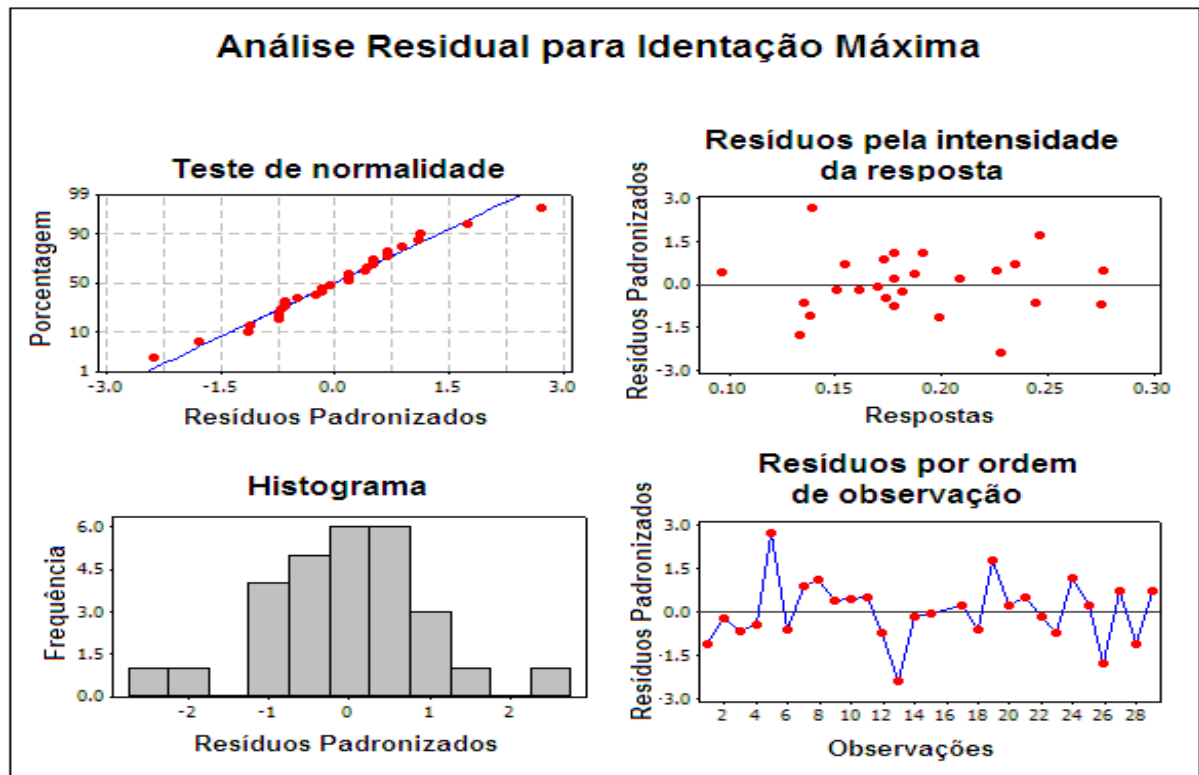 Análise Residual para Identação Máxima
Teste de normalidade
Porcentagem
99
90
50
10
1
-3.0 -1.5 0.0 1.5 3.0
Resíduos Padronizados
Resíduos pela intensidade
da resposta
Resíduos Padronizados
3.0
1.5
0.0
-1.5
-3.0
0.10 0.15 0.20 0.25 0.30
Respostas
Histograma
Frequência
6.0
4.5
3.0
1.5
0.0
-2 -1 0 1 2
Resíduos Padronizados
Resíduos por ordem
de observação
Resíduos Padronizados
3.0
1.5
0.0
-1.5
-3.0
2 4 6 8 10 12 14 16 18 20 22 24 26 28
Observações